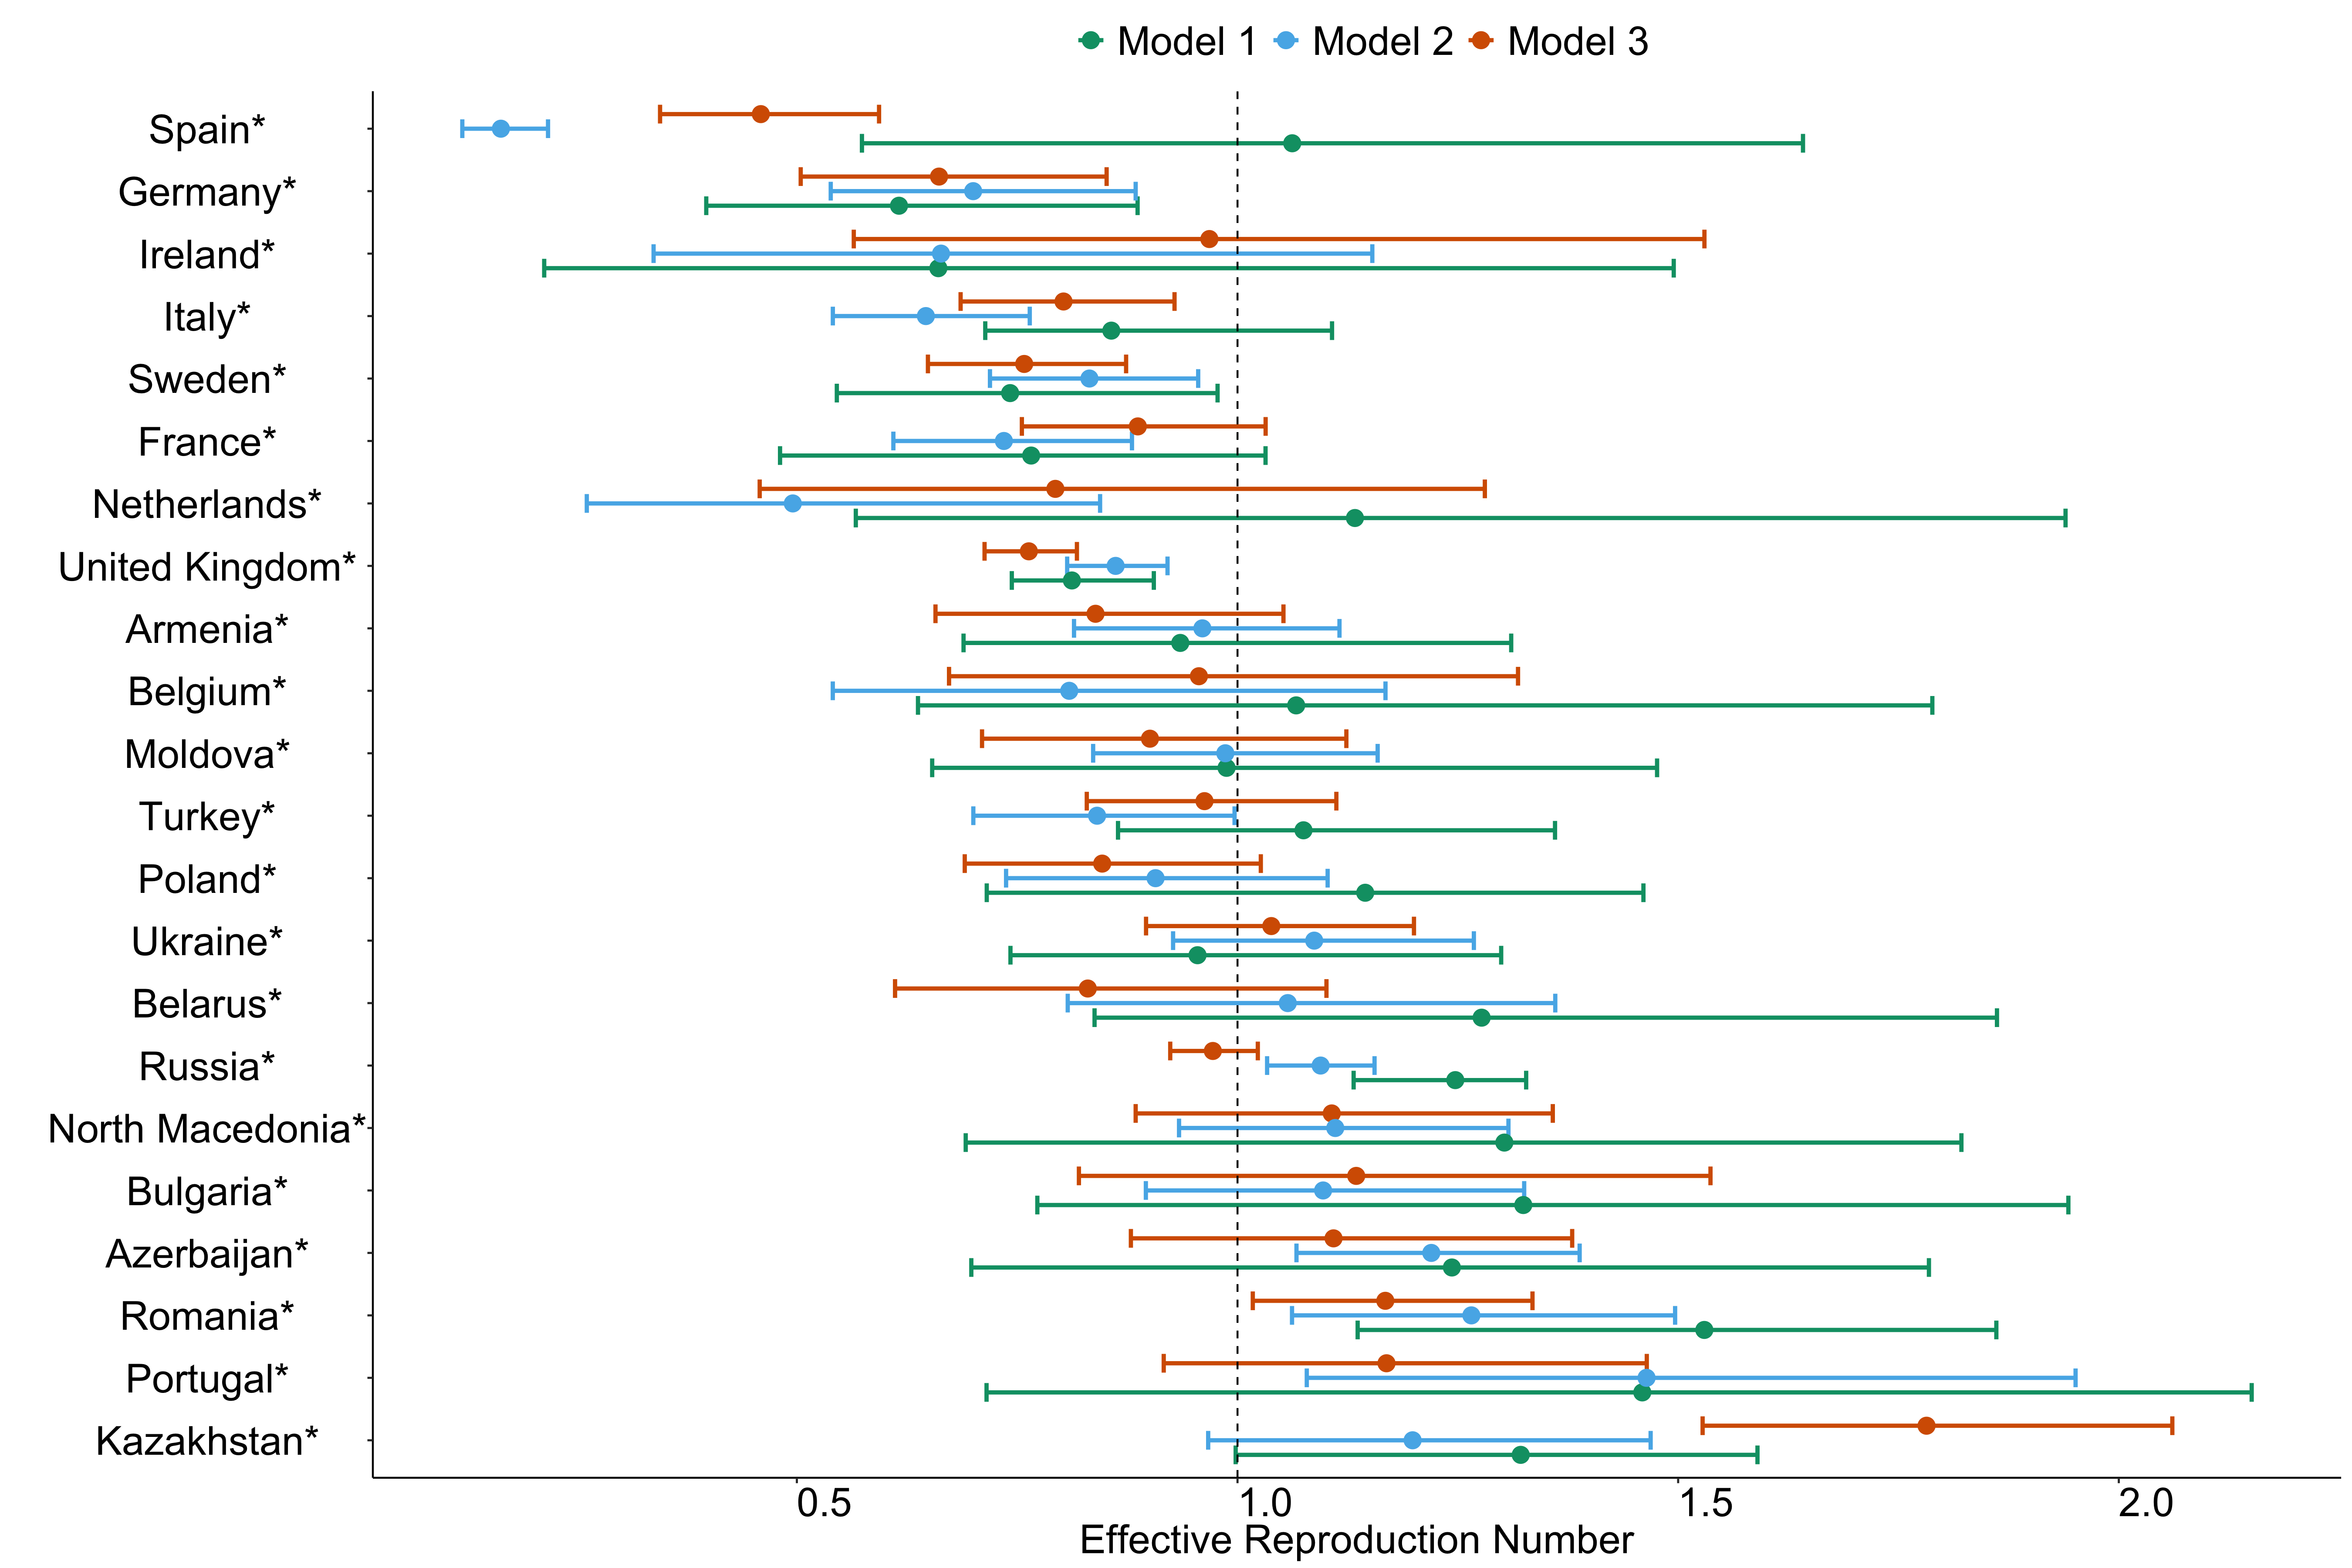 Model 1 Model 2 Model 3
Spain*
Germany*
Ireland*
Italy*
Sweden*
France*
Netherlands*
United Kingdom*
Armenia*
Belgium*
Moldova*
Turkey*
Poland*
Ukraine*
Belarus*
Russia*
North Macedonia*
Bulgaria*
Azerbaijan*
Romania*
Portugal*
Kazakhstan*
0.5 1.0 1.5 2.0
Effective Reproduction Number